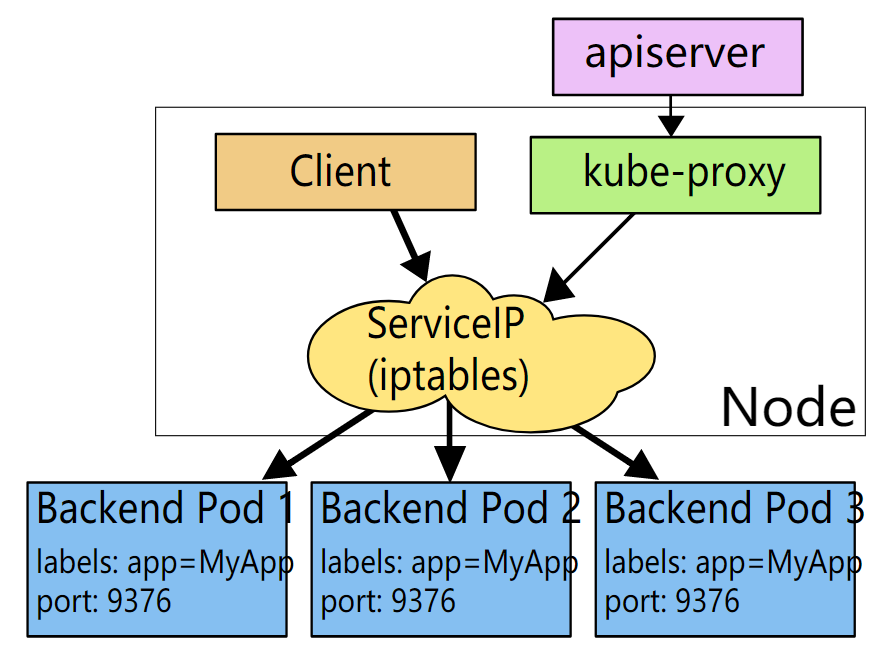 apiserver
Client
kube-proxy
ServiceIP
(iptables)
Node
Backend Pod 1
labels: app=MyApp
port: 9376
Backend Pod 2
labels: app=MyApp
port: 9376
Backend Pod 3
labels: app=MyApp
port: 9376